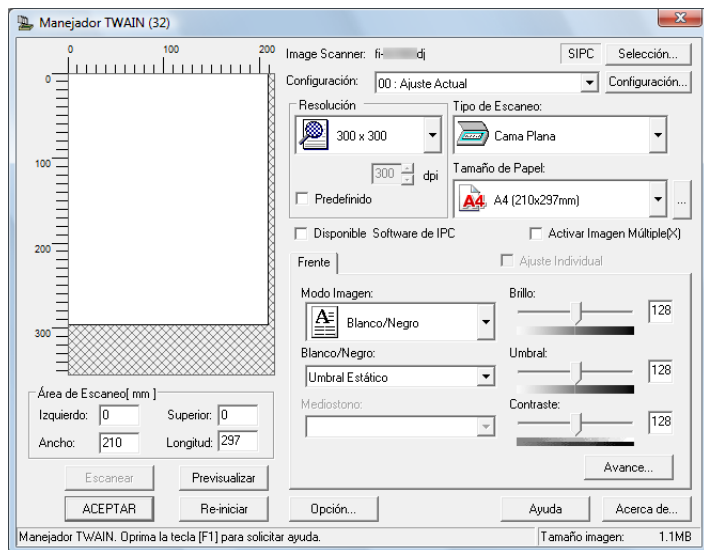 Manejador TWAIN (32)
0 100 200
Image Scanner: fi- dj
SIPC
Selección...
Configuración: 00 : Ajuste Actual
Configuración...
0
100
200
300
Resolución
300 x 300
300 dpi
Predefinido
Tipo de Escaneo:
Cama Plana
Tamaño de Papel:
A4 A4 (210x297mm)
...
Disponible Software de IPC
Activar Imagen Múltiple(X)
Frente
Ajuste Individual
Modo Imagen:
A Blanco/Negro
Blanco/Negro:
Umbral Estático
Mediostono:
Brillo:
128
Umbral:
128
Contraste:
128
Avance...
Área de Escaneo[ mm ]
Izquierdo: 0 Superior: 0
Ancho: 210 Longitud: 297
Escanear
Previsualizar
ACEPTAR
Re-iniciar
Opción...
Ayuda
Acerca de...
Manejador TWAIN. Oprima la tecla [F1] para solicitar ayuda.
Tamaño imagen: 1.1MB